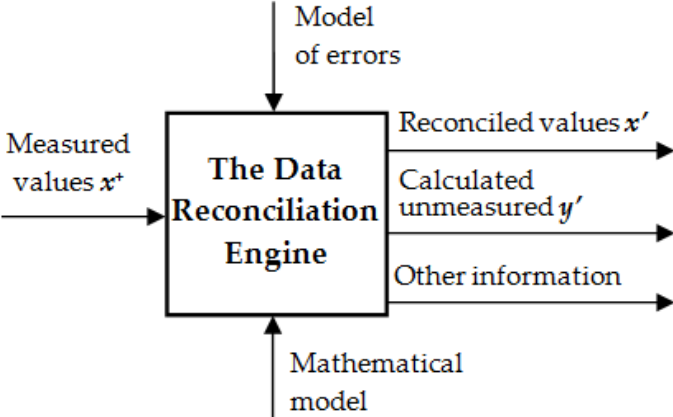 Model
of errors
Measured
values x⁺
The Data
Reconciliation
Engine
Reconciled values x′
Calculated
unmeasured y′
Other information
Mathematical
model